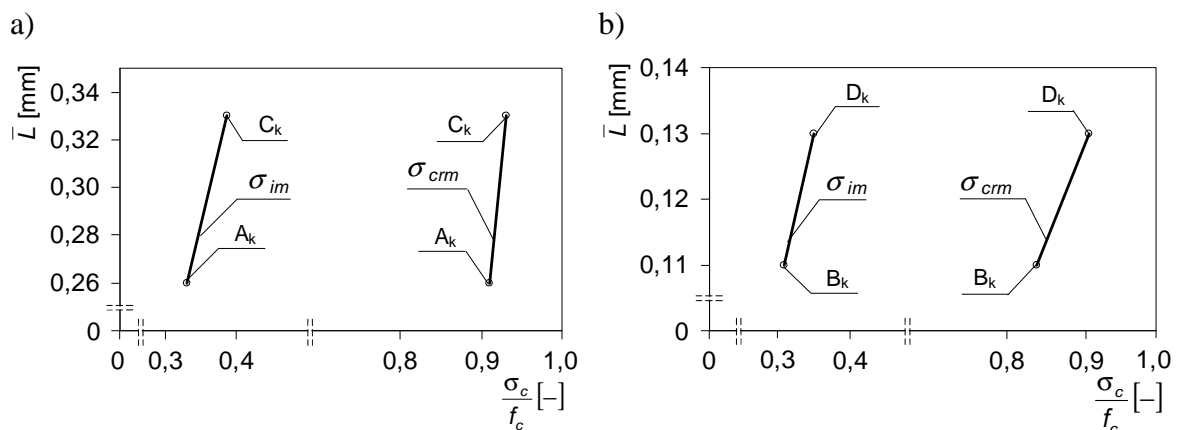 a)
L̅ [mm]
0,34
0,32
0,30
0,28
0,26
0
C_k
σ_im
A_k
C_k
σ_crm
A_k
0 0,3 0,4 0,8 0,9 1,0
σ_c/f_c [–]
b)
L̅ [mm]
0,14
0,13
0,12
0,11
0
D_k
σ_im
B_k
D_k
σ_crm
B_k
0 0,3 0,4 0,8 0,9 1,0
σ_c/f_c [–]